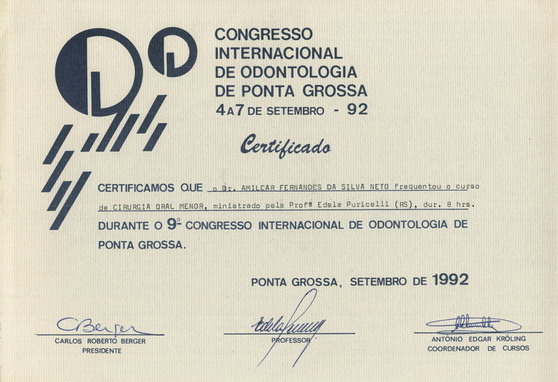 CONGRESSO
INTERNACIONAL
DE ODONTOLOGIA
DE PONTA GROSSA
4 A 7 DE SETEMBRO - 92
Certificado
CERTIFICAMOS QUE o Dr. AMILCAR FERNANDES DA SILVA NETO frequentou o curso
de CIRURGIA ORAL MENOR, ministrado pela Profª Edela Puricelli (RS), dur. 8 hrs.
DURANTE O 9º CONGRESSO INTERNACIONAL DE ODONTOLOGIA DE
PONTA GROSSA.
PONTA GROSSA, SETEMBRO DE 1992
CBerger
CARLOS ROBERTO BERGER
PRESIDENTE
PROFESSOR
ANTÔNIO EDGAR KRÖLING
COORDENADOR DE CURSOS